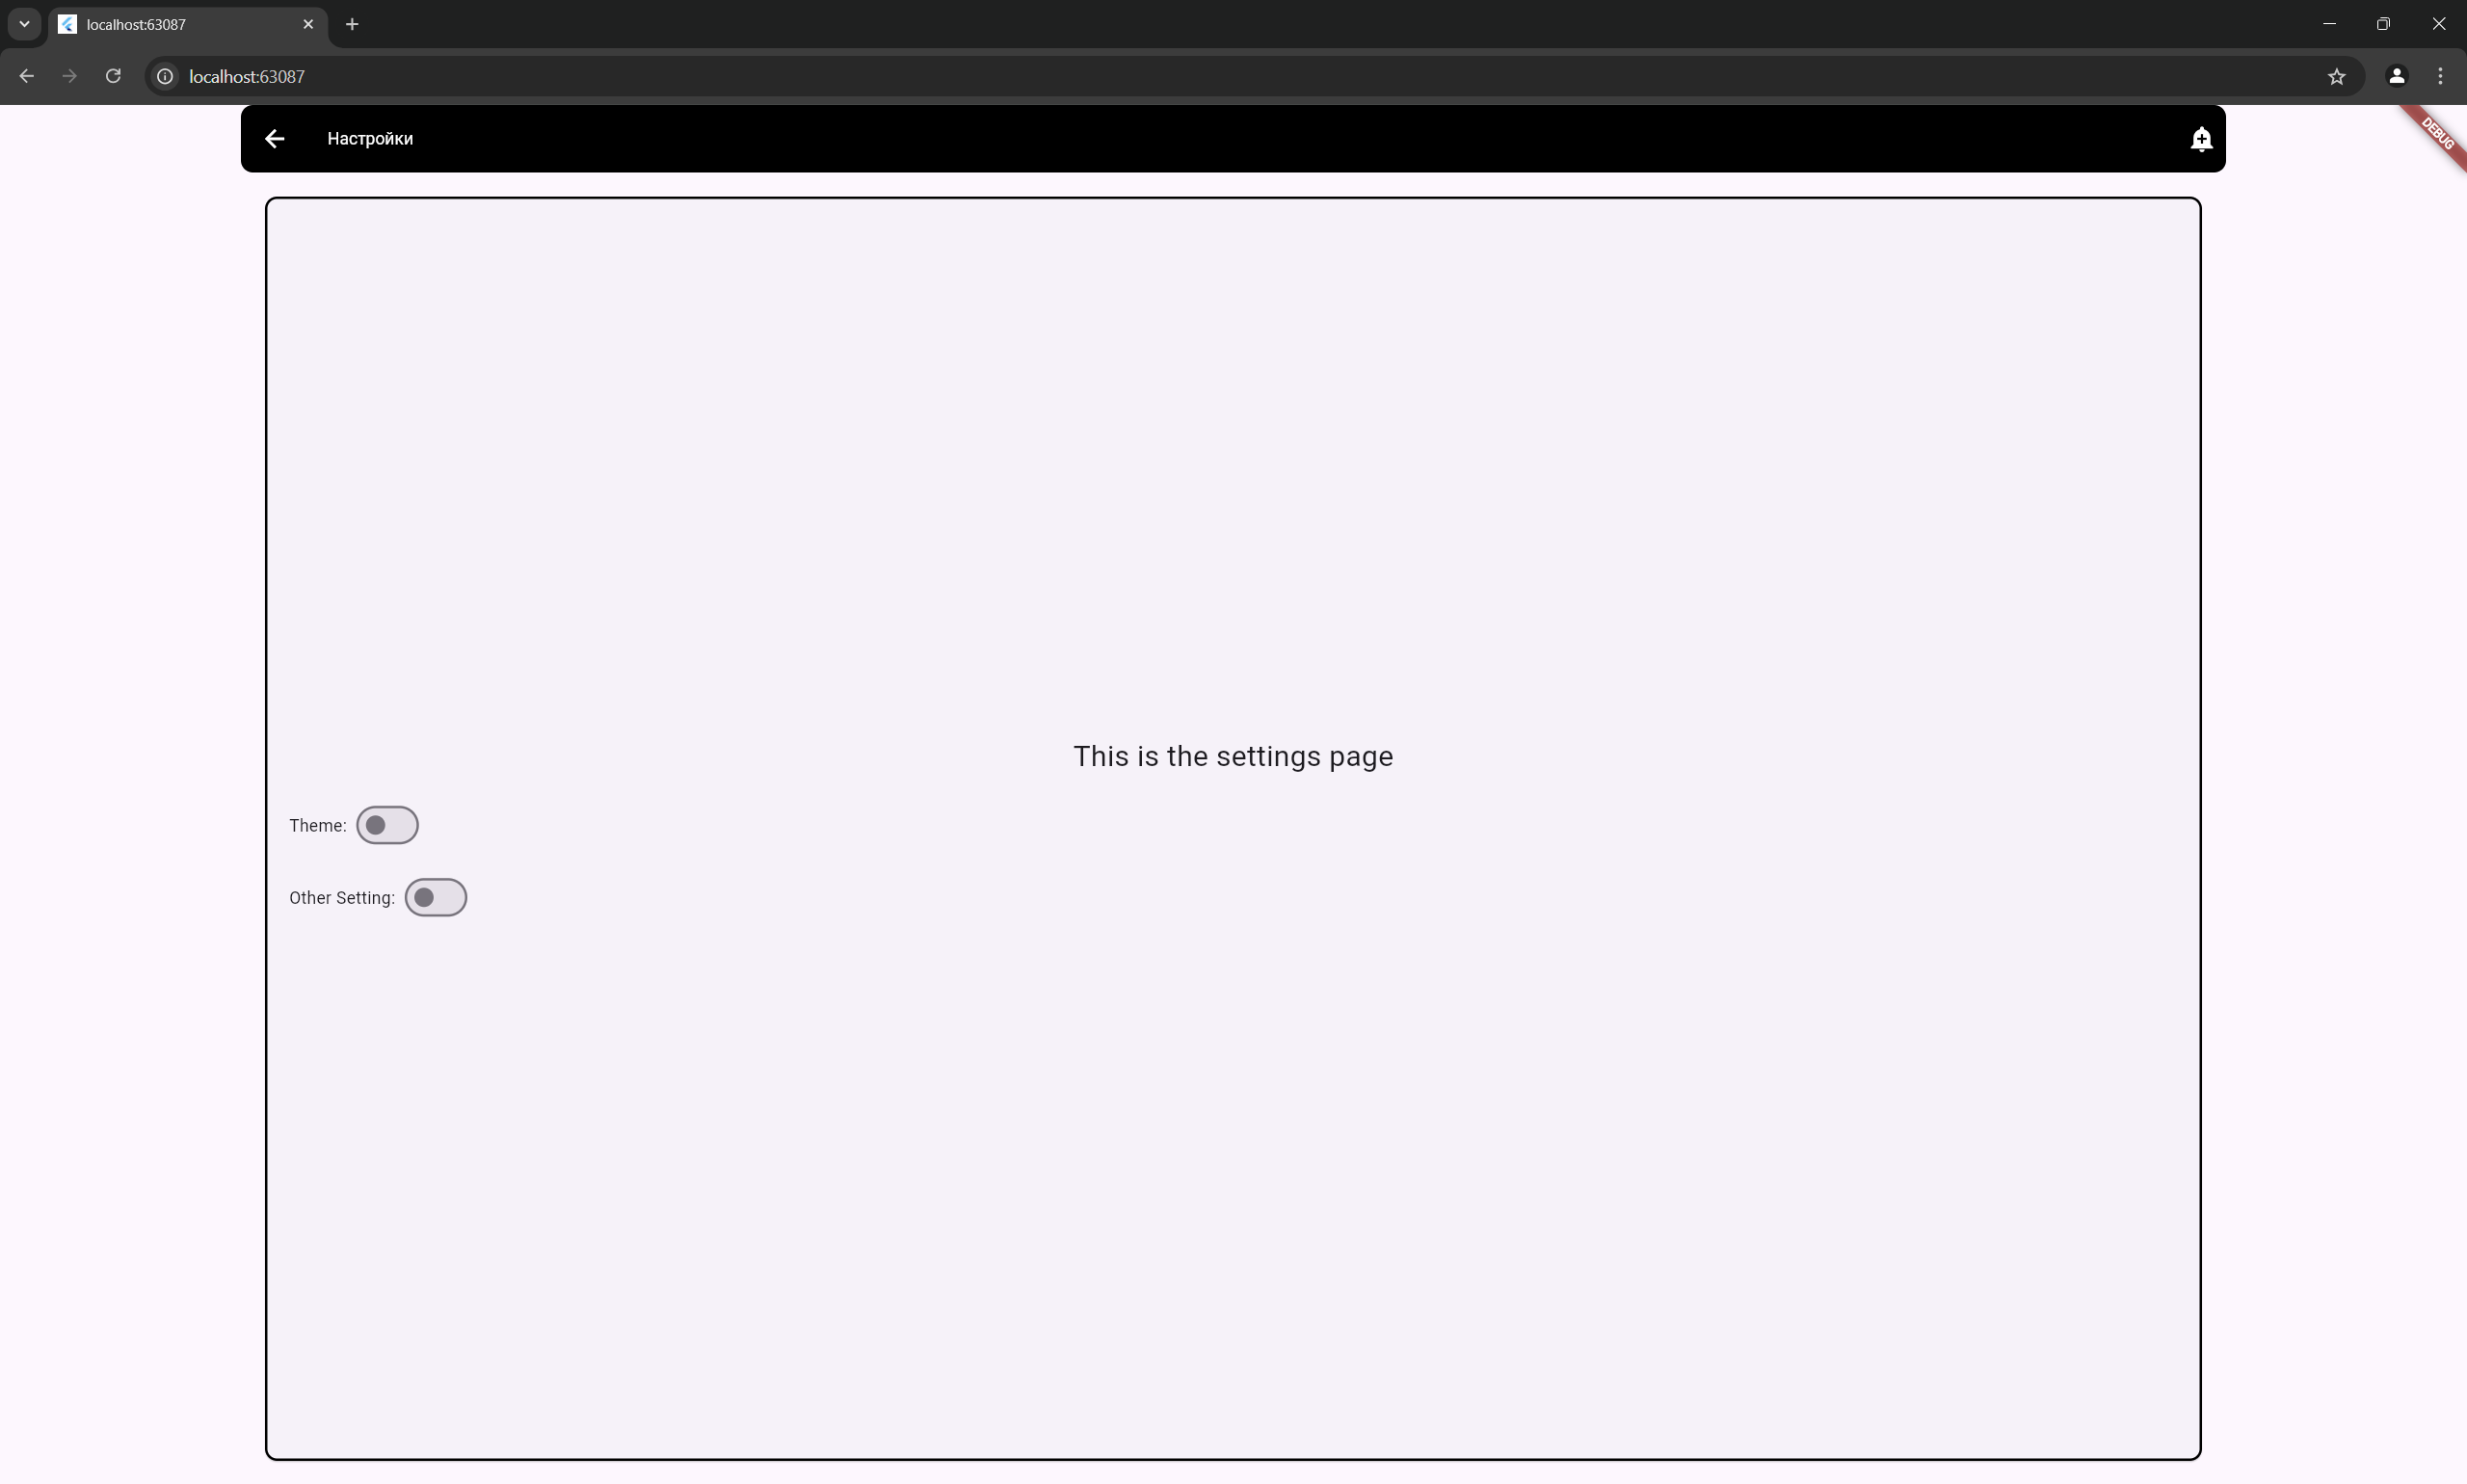 localhost:63087
localhost:63087
Настройки
DEBUG
This is the settings page
Theme:
Other Setting: